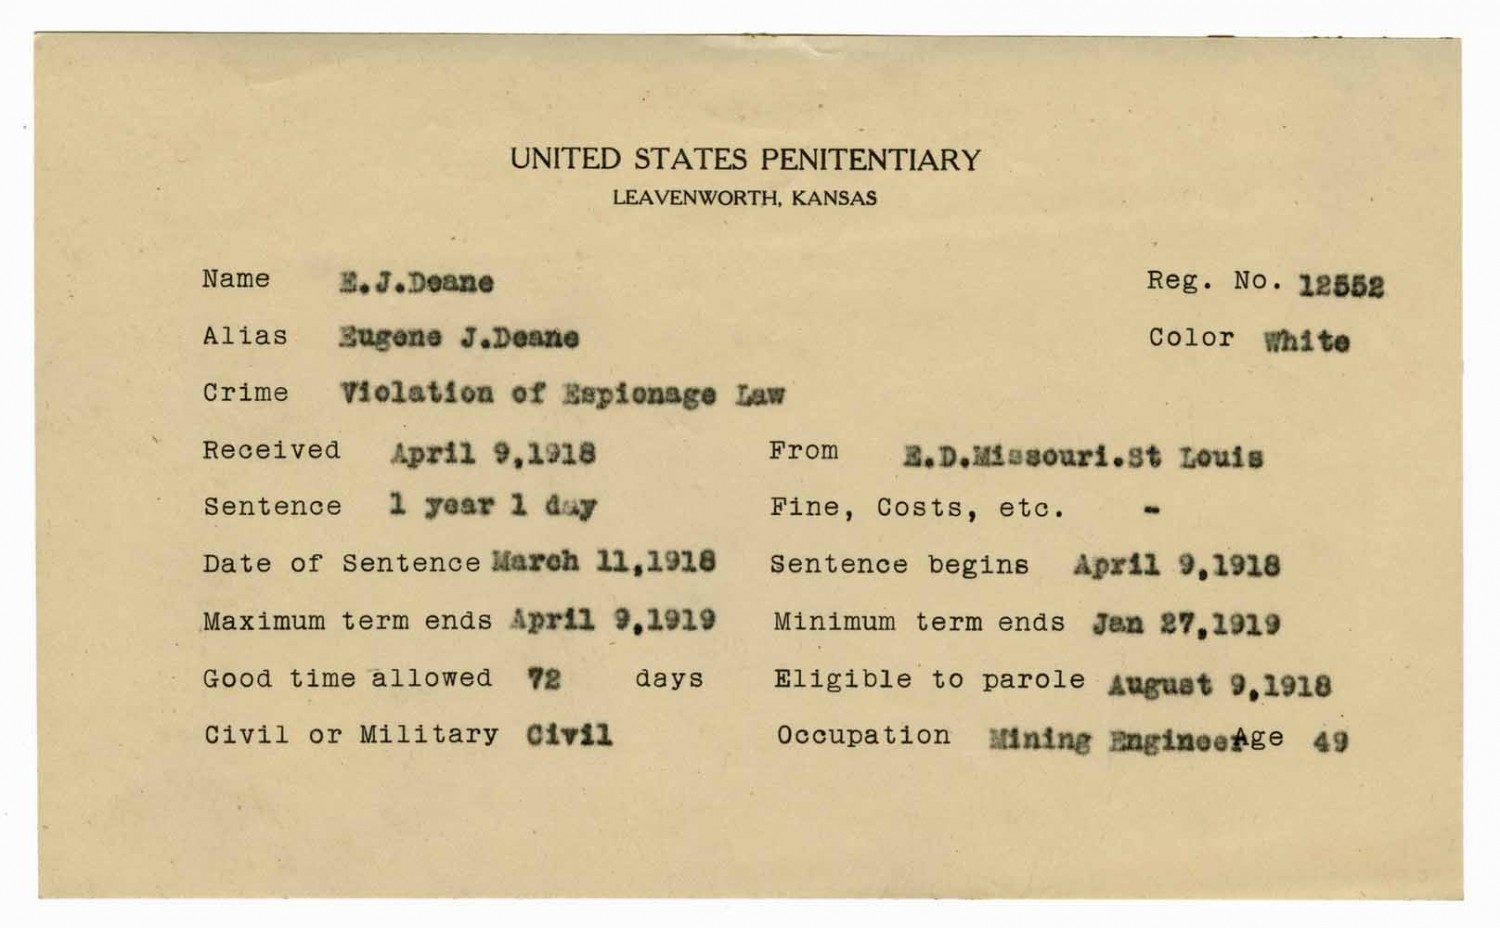 UNITED STATES PENITENTIARY
LEAVENWORTH, KANSAS
Name E.J.Deane Reg. No. 12552
Alias Eugene J.Deane Color White
Crime Violation of Espionage Law
Received April 9,1918 From E.D.Missouri.St Louis
Sentence 1 year 1 day Fine, Costs, etc. -
Date of Sentence March 11,1918 Sentence begins April 9,1918
Maximum term ends April 9,1919 Minimum term ends Jan 27,1919
Good time allowed 72 days Eligible to parole August 9,1918
Civil or Military Civil Occupation Mining Engineer Age 49